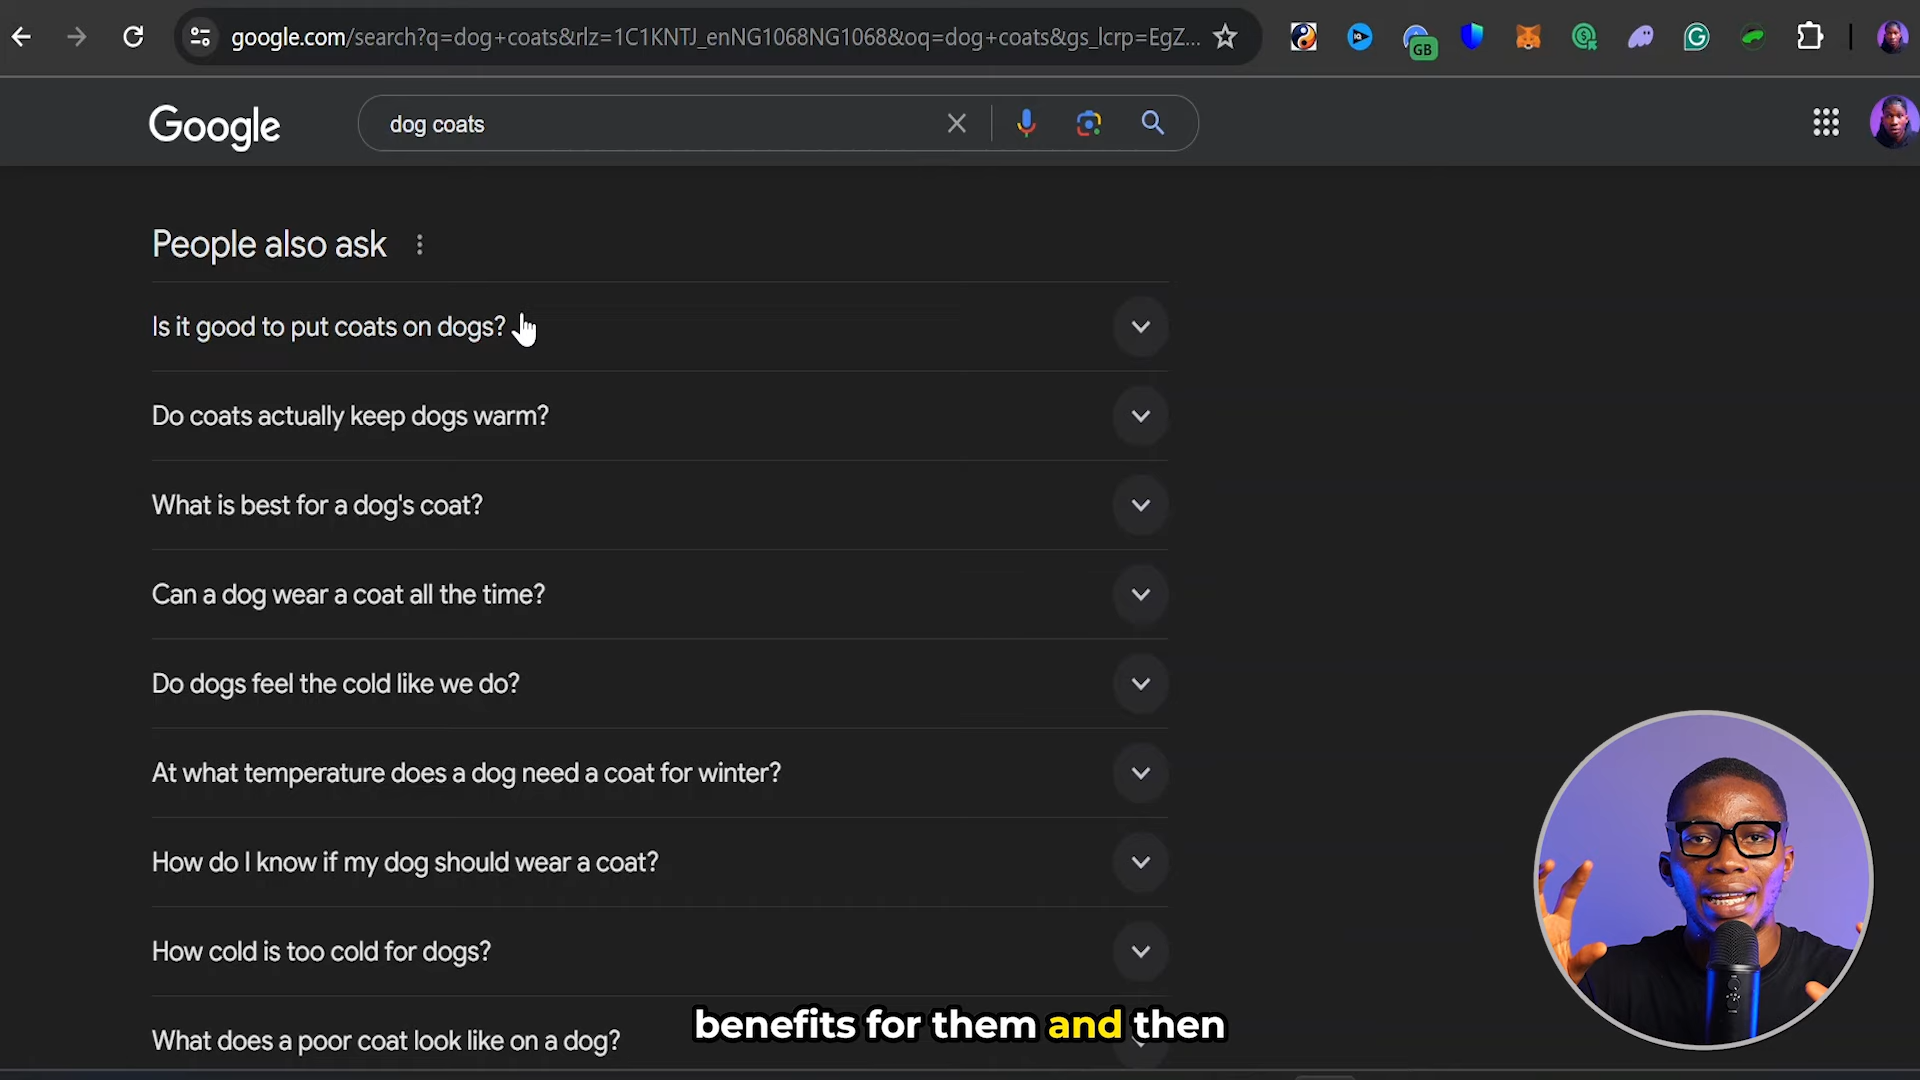 google.com/search?q=dog+coats&rlz=1C1KNTJ_enNG1068NG1068&oq=dog+coats&gs_lcrp=EgZ...
GB
Google
dog coats
People also ask
Is it good to put coats on dogs?
Do coats actually keep dogs warm?
What is best for a dog's coat?
Can a dog wear a coat all the time?
Do dogs feel the cold like we do?
At what temperature does a dog need a coat for winter?
How do I know if my dog should wear a coat?
How cold is too cold for dogs?
What does a poor coat look like on a dog?
benefits for them and then